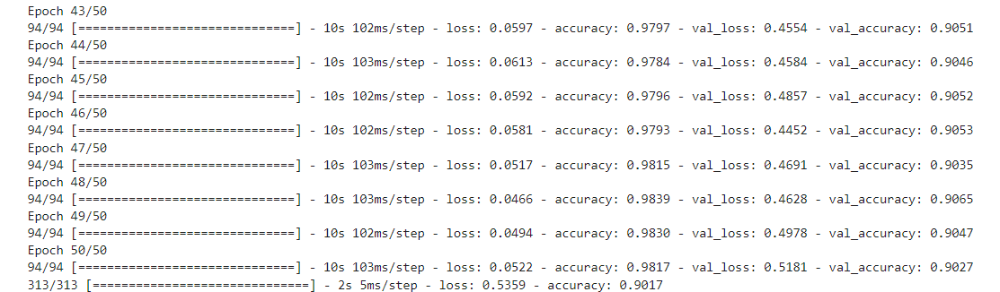 Epoch 43/50
94/94 [==============================] - 10s 102ms/step - loss: 0.0597 - accuracy: 0.9797 - val_loss: 0.4554 - val_accuracy: 0.9051
Epoch 44/50
94/94 [==============================] - 10s 103ms/step - loss: 0.0613 - accuracy: 0.9784 - val_loss: 0.4584 - val_accuracy: 0.9046
Epoch 45/50
94/94 [==============================] - 10s 102ms/step - loss: 0.0592 - accuracy: 0.9796 - val_loss: 0.4857 - val_accuracy: 0.9052
Epoch 46/50
94/94 [==============================] - 10s 102ms/step - loss: 0.0581 - accuracy: 0.9793 - val_loss: 0.4452 - val_accuracy: 0.9053
Epoch 47/50
94/94 [==============================] - 10s 103ms/step - loss: 0.0517 - accuracy: 0.9815 - val_loss: 0.4691 - val_accuracy: 0.9035
Epoch 48/50
94/94 [==============================] - 10s 103ms/step - loss: 0.0466 - accuracy: 0.9839 - val_loss: 0.4628 - val_accuracy: 0.9065
Epoch 49/50
94/94 [==============================] - 10s 102ms/step - loss: 0.0494 - accuracy: 0.9830 - val_loss: 0.4978 - val_accuracy: 0.9047
Epoch 50/50
94/94 [==============================] - 10s 103ms/step - loss: 0.0522 - accuracy: 0.9817 - val_loss: 0.5181 - val_accuracy: 0.9027
313/313 [==============================] - 2s 5ms/step - loss: 0.5359 - accuracy: 0.9017